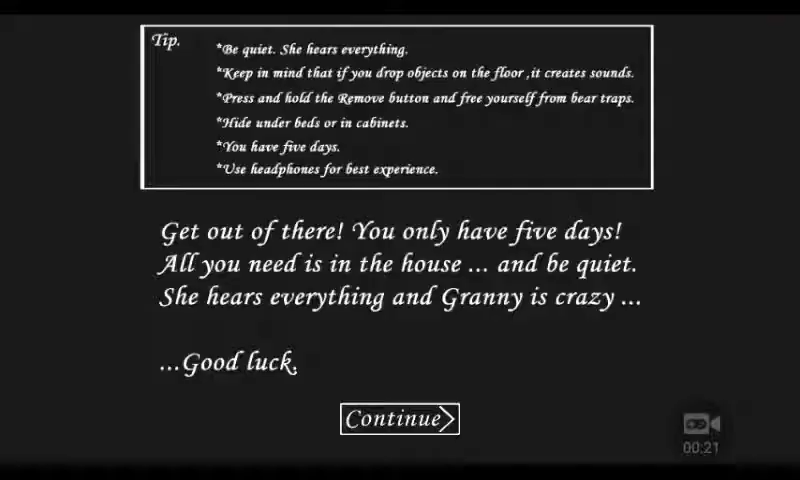 Tip.
*Be quiet. She hears everything.
*Keep in mind that if you drop objects on the floor ,it creates sounds.
*Press and hold the Remove button and free yourself from bear traps.
*Hide under beds or in cabinets.
*You have five days.
*Use headphones for best experience.
Get out of there! You only have five days!
All you need is in the house ... and be quiet.
She hears everything and Granny is crazy ...
...Good luck.
Continue>
00:21